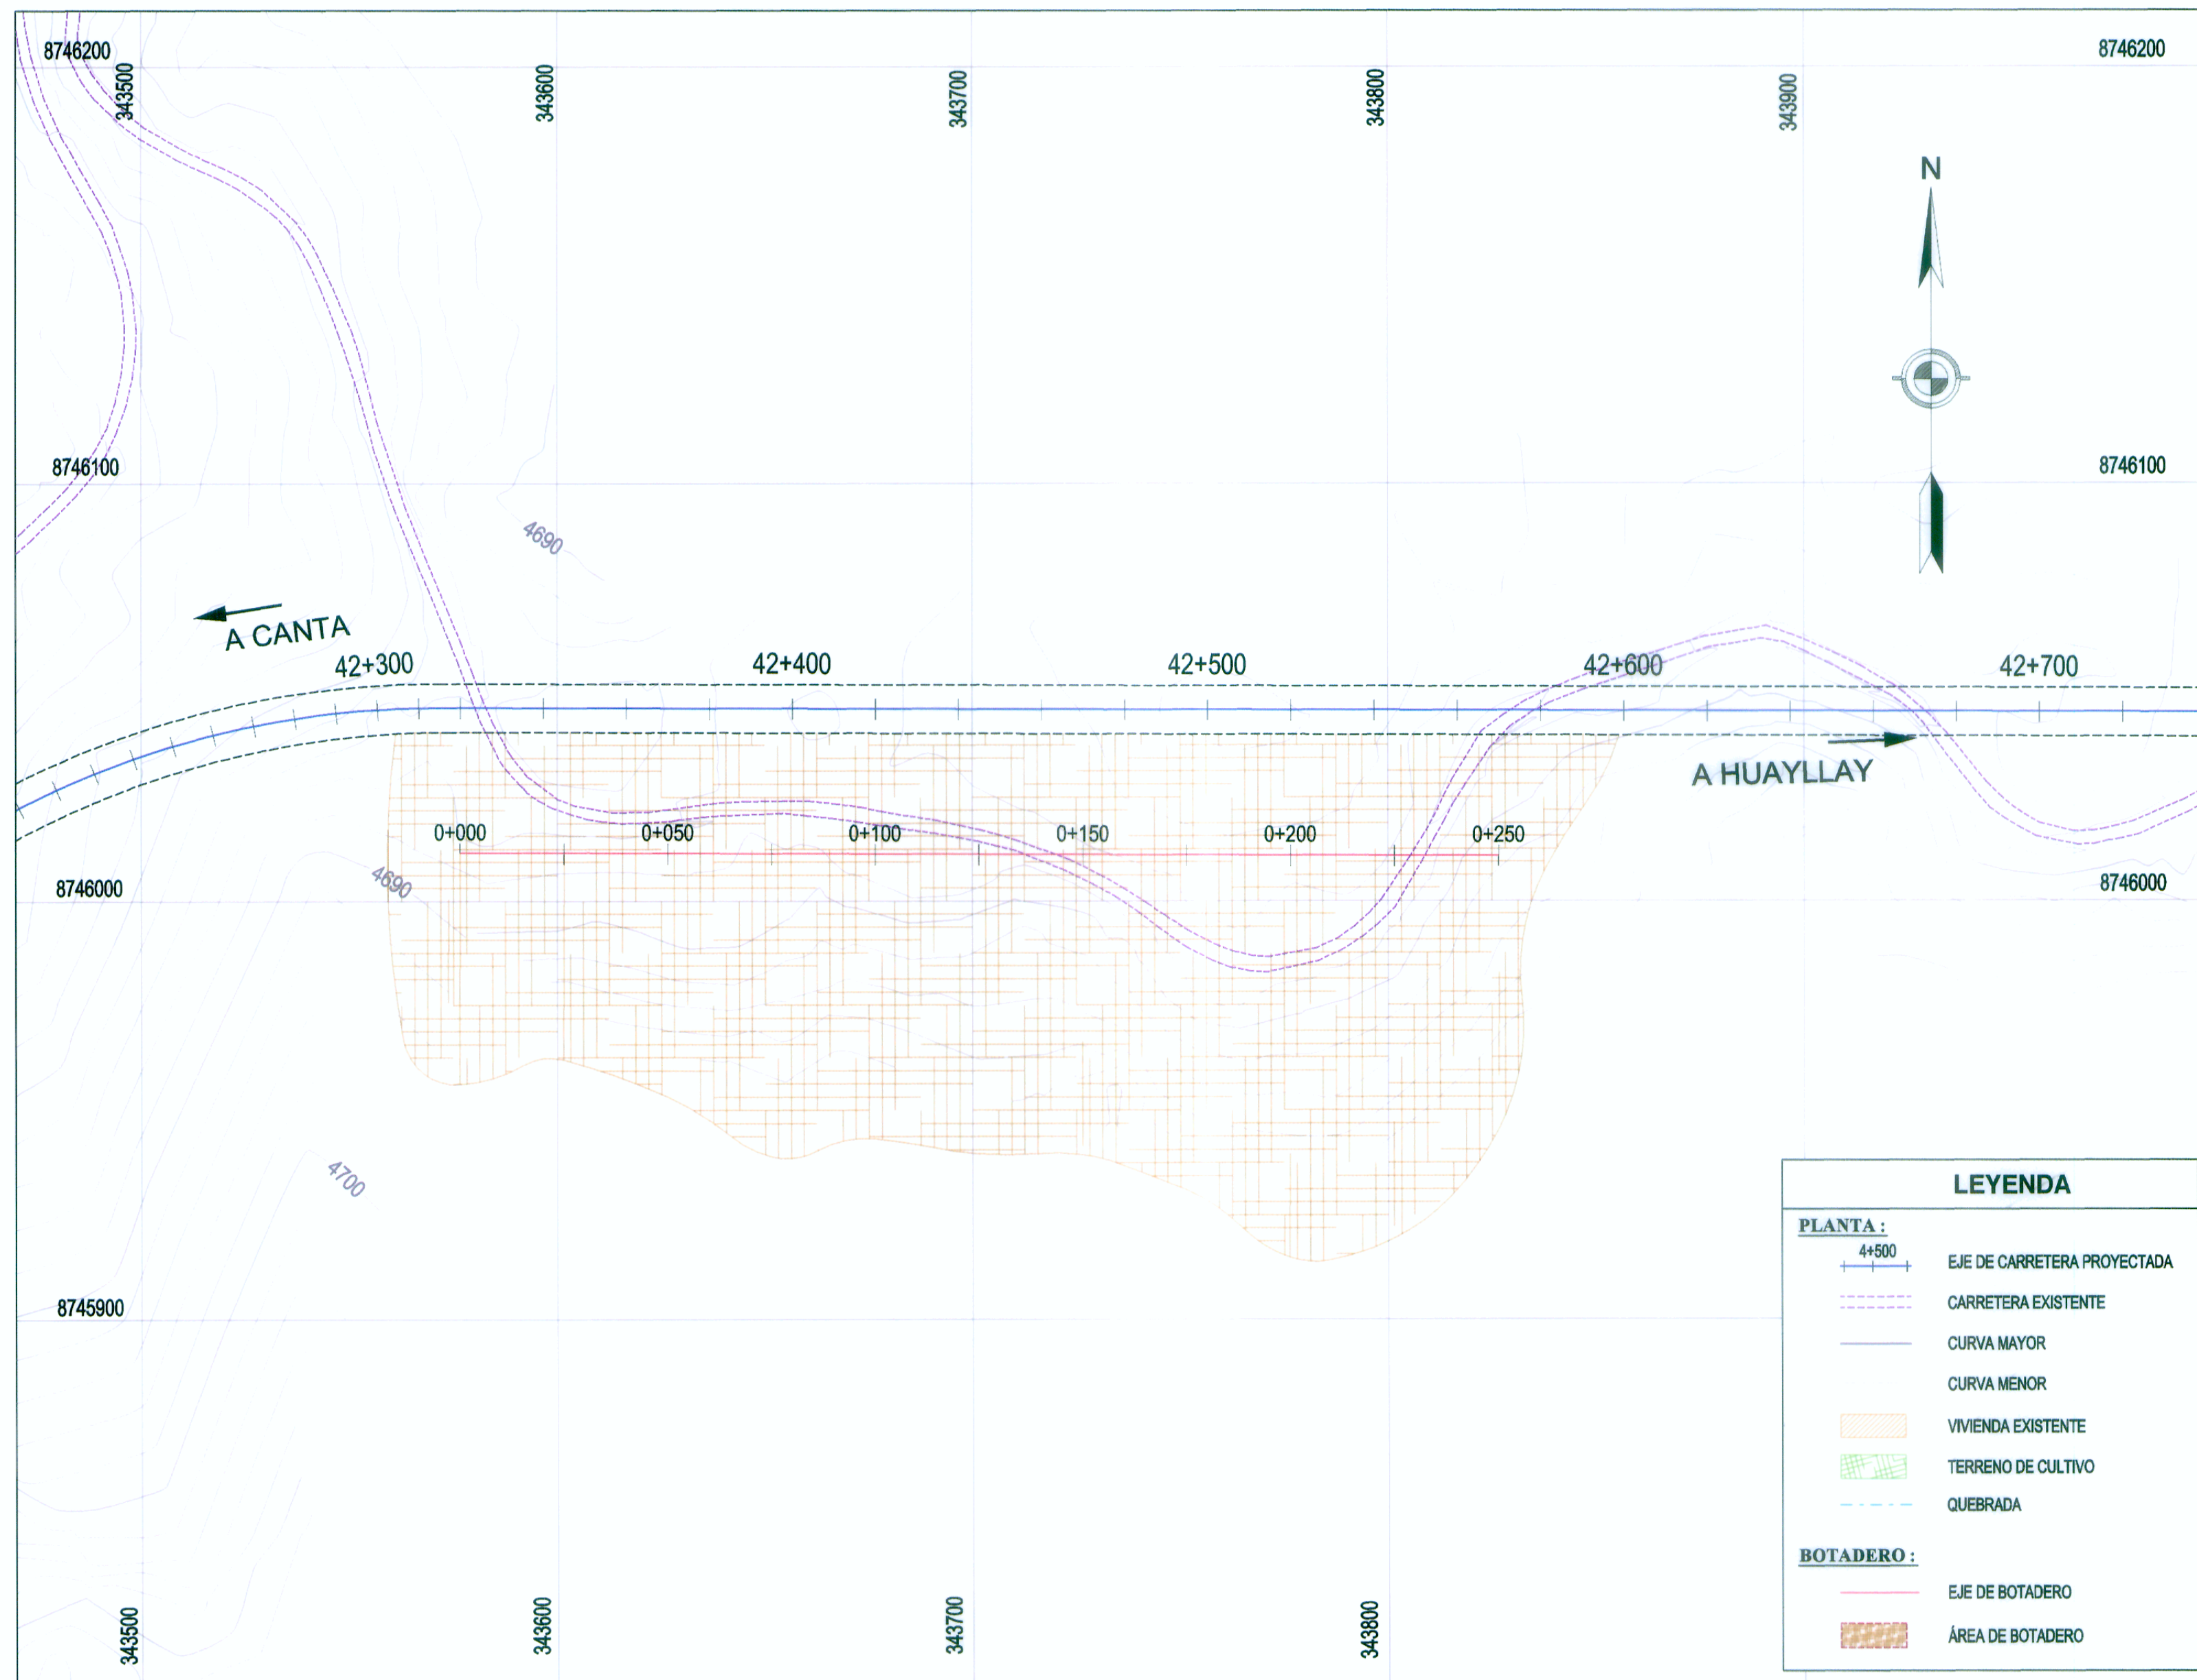 8746200
8746200
343500
343600
343700
343800
343900
N
8746100
8746100
4690
A CANTA
42+300
42+400
42+500
42+600
42+700
A HUAYLLAY
0+000
0+050
0+100
0+150
0+200
0+250
4690
8746000
8746000
4700
8745900
343500
343600
343700
343800
LEYENDA
PLANTA :
4+500
EJE DE CARRETERA PROYECTADA
CARRETERA EXISTENTE
CURVA MAYOR
CURVA MENOR
VIVIENDA EXISTENTE
TERRENO DE CULTIVO
QUEBRADA
BOTADERO :
EJE DE BOTADERO
ÁREA DE BOTADERO